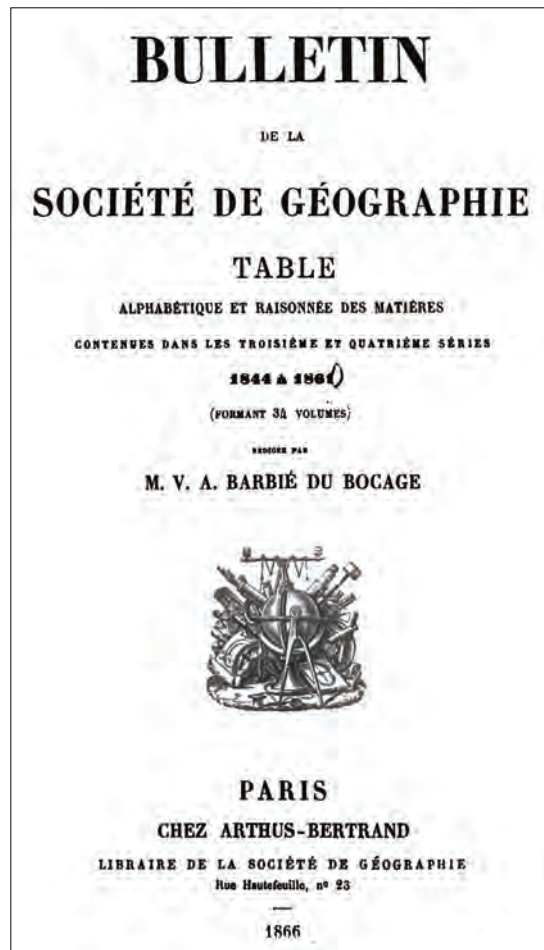 BULLETIN
DE LA
SOCIÉTÉ DE GÉOGRAPHIE
TABLE
ALPHABÉTIQUE ET RAISONNÉE DES MATIÈRES
CONTENUES DANS LES TROISIÈME ET QUATRIÈME SÉRIES
1844 à 1861)
(FORMANT 34 VOLUMES)
RÉDIGÉE PAR
M. V. A. BARBIÉ DU BOCAGE
PARIS
CHEZ ARTHUS-BERTRAND
LIBRAIRE DE LA SOCIÉTÉ DE GÉOGRAPHIE
Rue Hautefeuille, nº 23
1866